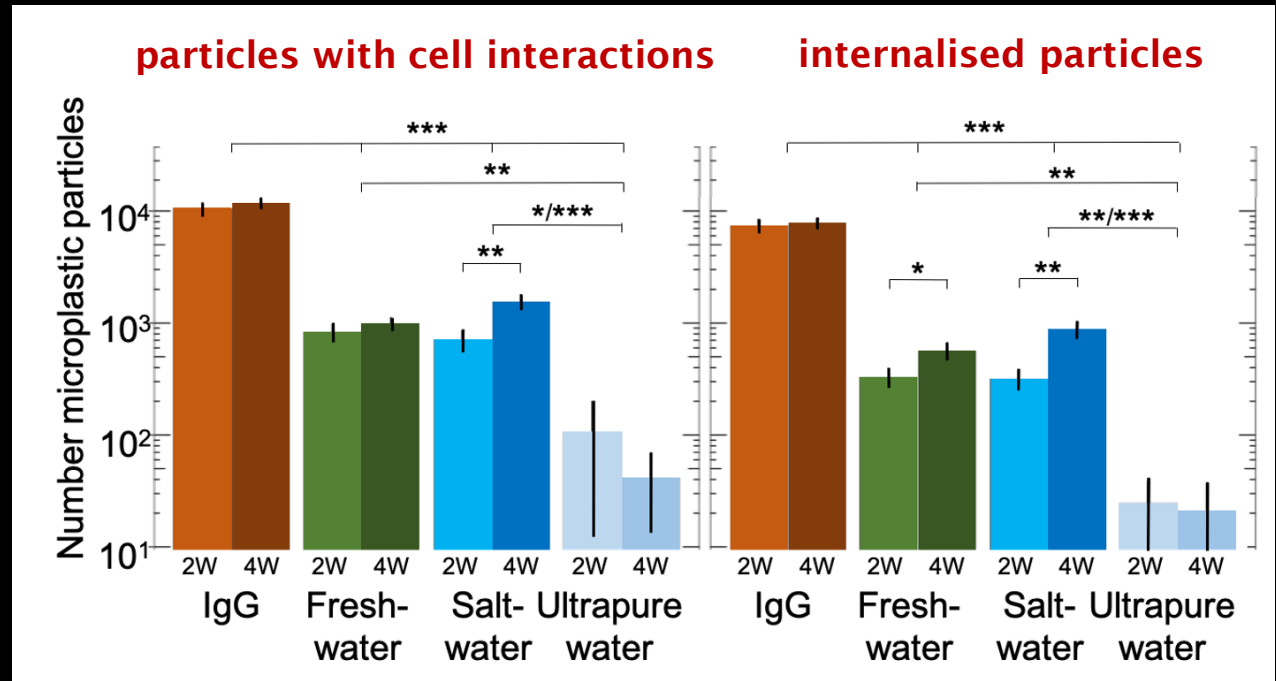 particles with cell interactions
internalised particles
Number microplastic particles
***
**
*/***
**
10⁴
10³
10²
10¹
2W 4W 2W 4W 2W 4W 2W 4W
IgG Fresh- Salt- Ultrapure
water water water
***
**
**/***
*
**
2W 4W 2W 4W 2W 4W 2W 4W
IgG Fresh- Salt- Ultrapure
water water water